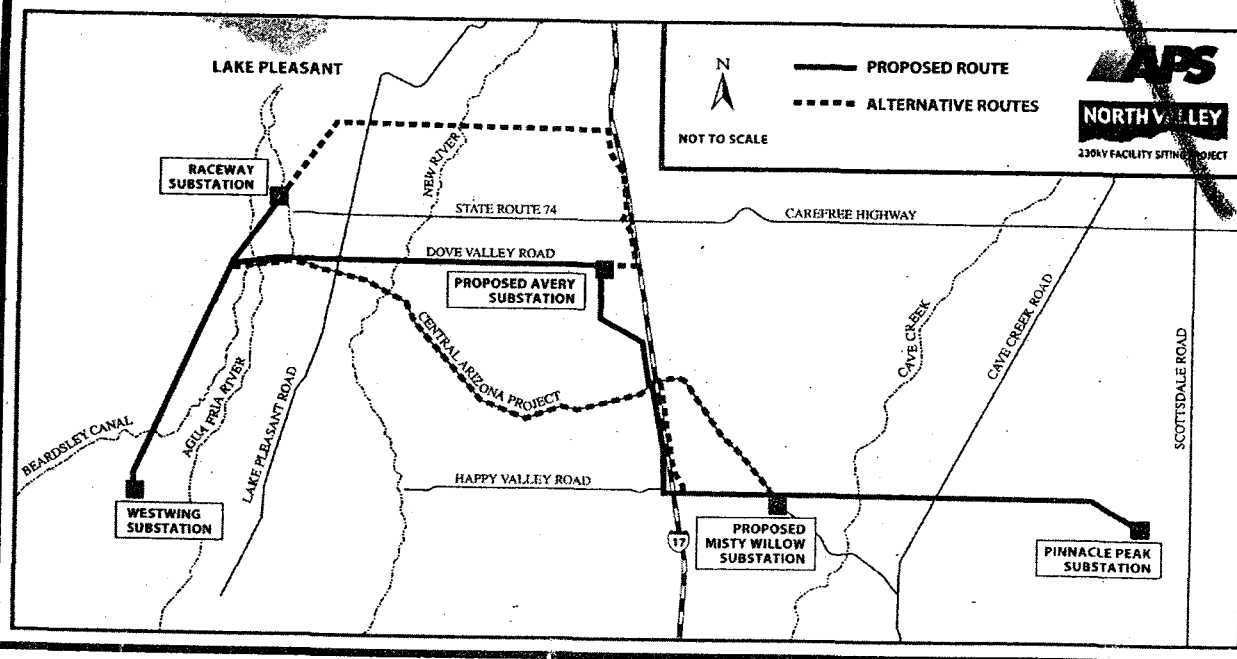 LAKE PLEASANT
N
NOT TO SCALE
PROPOSED ROUTE
ALTERNATIVE ROUTES
APS
NORTH VALLEY
230kV FACILITY SITING PROJECT
RACEWAY
SUBSTATION
NEW RIVER
STATE ROUTE 74
CAREFREE HIGHWAY
DOVE VALLEY ROAD
PROPOSED AVERY
SUBSTATION
CENTRAL ARIZONA PROJECT
CAVE CREEK
CAVE CREEK ROAD
SCOTTSDALE ROAD
BEARDSLEY CANAL
AGUA FRIA RIVER
LAKE PLEASANT ROAD
HAPPY VALLEY ROAD
WESTWING
SUBSTATION
17
PROPOSED
MISTY WILLOW
SUBSTATION
PINNACLE PEAK
SUBSTATION